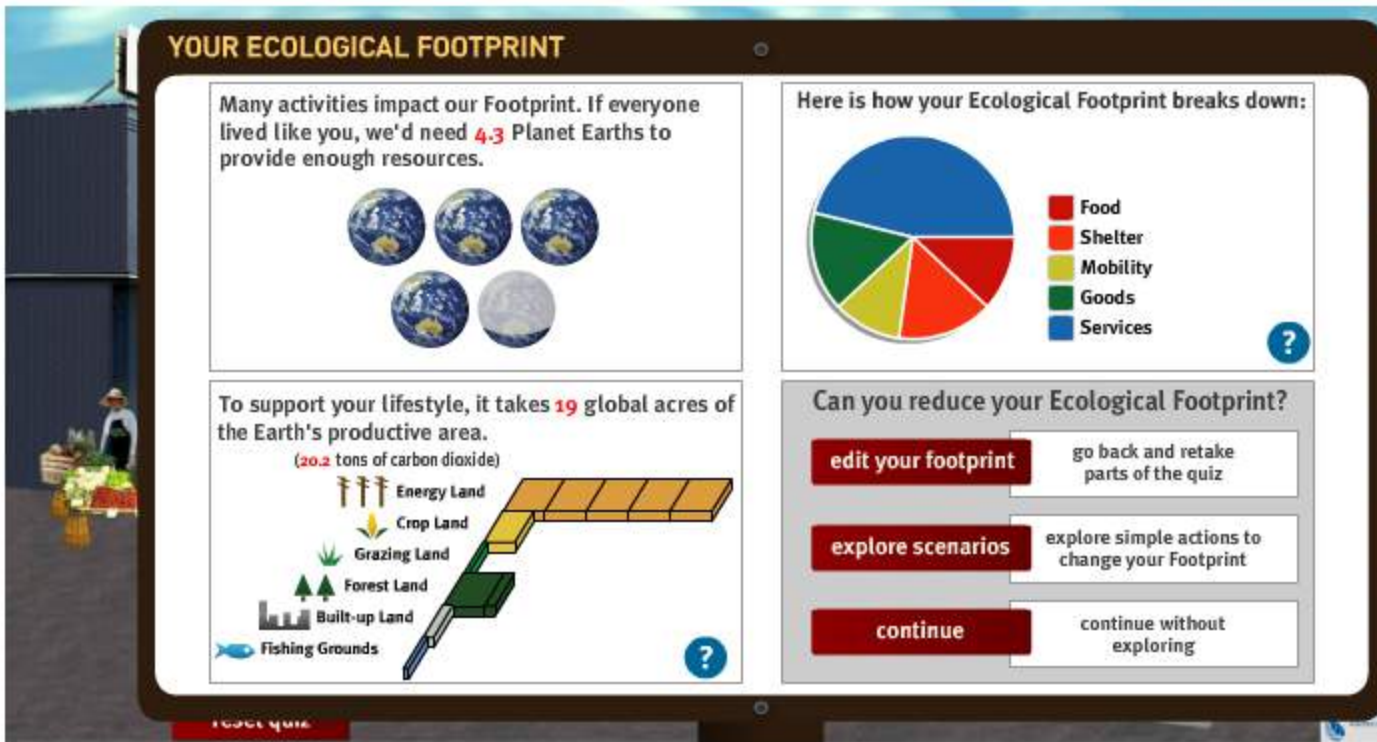 YOUR ECOLOGICAL FOOTPRINT
Many activities impact our Footprint. If everyone
lived like you, we'd need 4.3 Planet Earths to
provide enough resources.
Here is how your Ecological Footprint breaks down:
Food
Shelter
Mobility
Goods
Services
?
To support your lifestyle, it takes 19 global acres of
the Earth's productive area.
(20.2 tons of carbon dioxide)
Energy Land
Crop Land
Grazing Land
Forest Land
Built-up Land
Fishing Grounds
?
Can you reduce your Ecological Footprint?
edit your footprint
go back and retake
parts of the quiz
explore scenarios
explore simple actions to
change your Footprint
continue
continue without
exploring
reset quiz